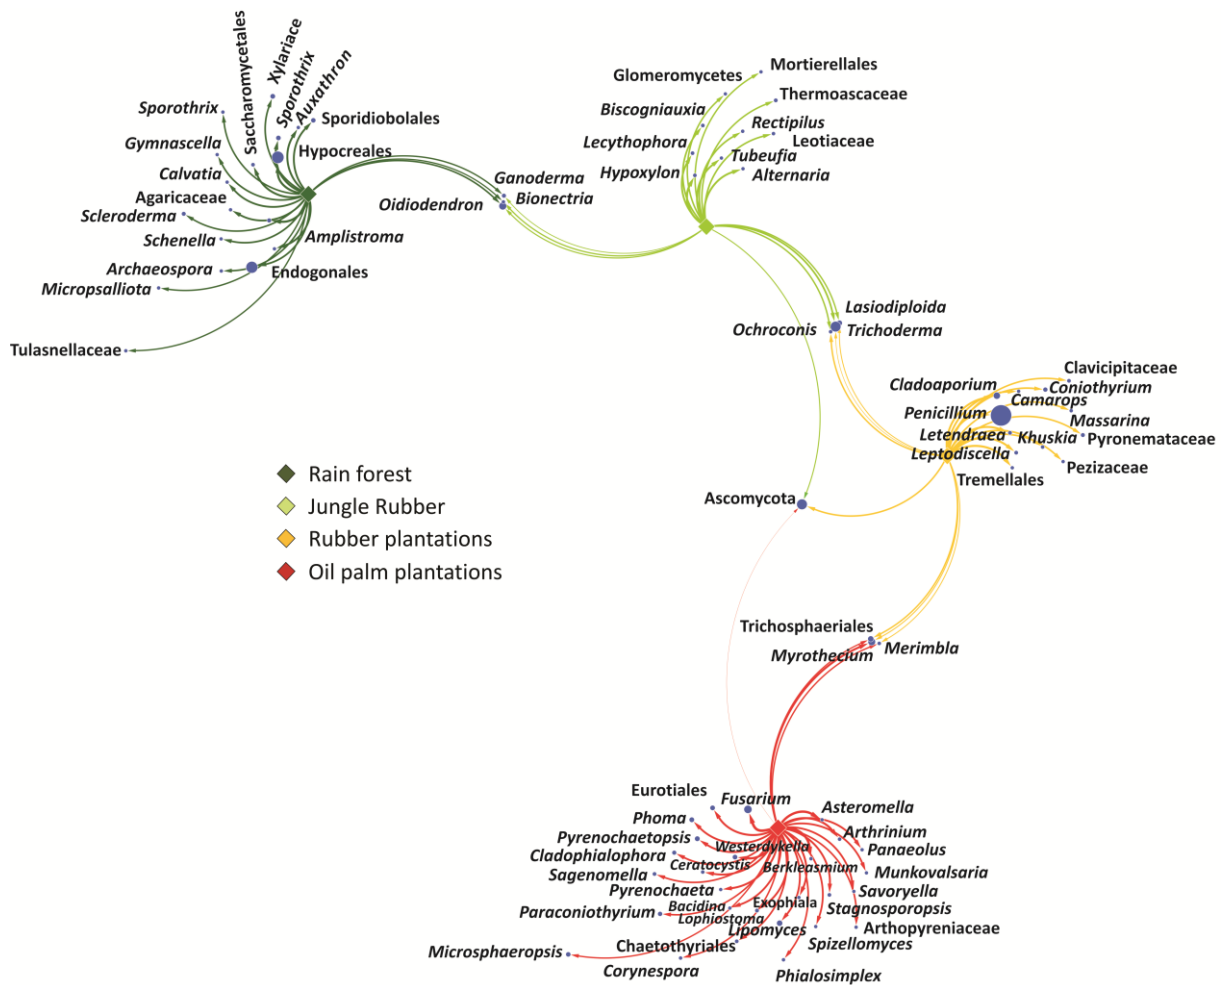 Saccharomycetales
Xylariace
Sporothrix
Auxathron
Sporothrix
Sporidiobolales
Gymnascella
Hypocreales
Calvatia
Agaricaceae
Scleroderma
Schenella
Amplistroma
Archaeospora
Endogonales
Micropsalliota
Tulasnellaceae
Ganoderma
Bionectria
Oidiodendron
Glomeromycetes
Mortierellales
Biscogniauxia
Thermoascaceae
Lecythophora
Rectipilus
Leotiaceae
Hypoxylon
Tubeufia
Alternaria
Lasiodiploida
Ochroconis
Trichoderma
Clavicipitaceae
Cladoaporium
Coniothyrium
Camarops
Penicillium
Massarina
Letendraea
Khuskia
Pyronemataceae
Leptodiscella
Pezizaceae
Tremellales
Rain forest
Jungle Rubber
Rubber plantations
Oil palm plantations
Ascomycota
Trichosphaeriales
Merimbla
Myrothecium
Eurotiales
Fusarium
Asteromella
Phoma
Arthrinium
Pyrenochaetopsis
Westerdykella
Panaeolus
Cladophialophora
Ceratocystis
Berkleasmium
Munkovalsaria
Sagenomella
Pyrenochaeta
Savoryella
Bacidina
Exophiala
Stagnosporopsis
Paraconiothyrium
Lophiostoma
Lipomyces
Arthopyreniaceae
Chaetothyriales
Spizellomyces
Microsphaeropsis
Corynespora
Phialosimplex